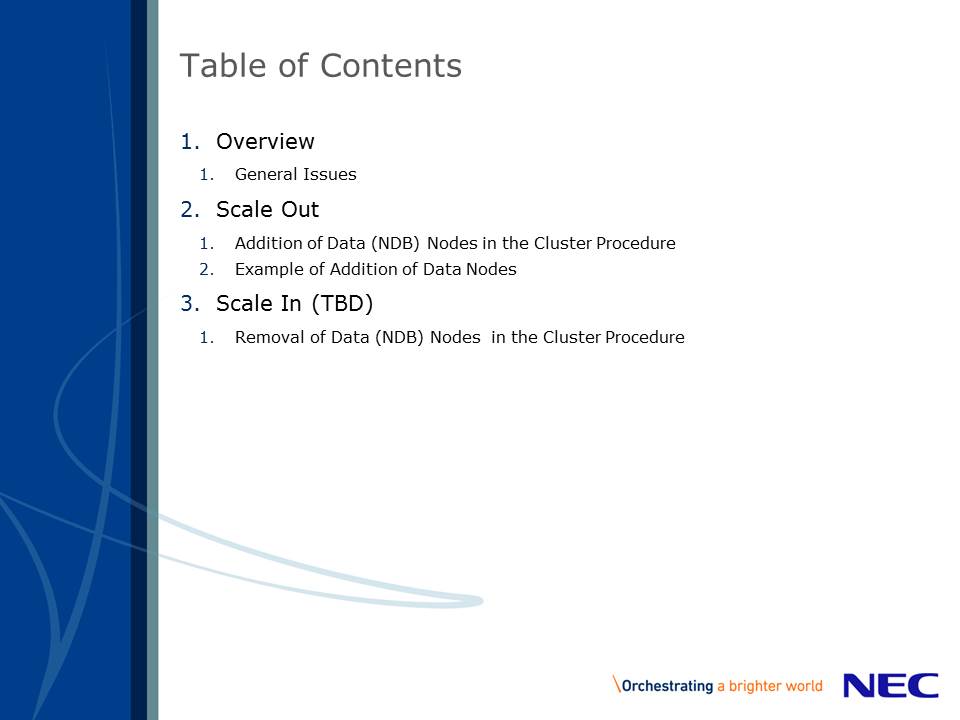 Table of Contents
1. Overview
1. General Issues
2. Scale Out
1. Addition of Data (NDB) Nodes in the Cluster Procedure
2. Example of Addition of Data Nodes
3. Scale In (TBD)
1. Removal of Data (NDB) Nodes  in the Cluster Procedure
\Orchestrating a brighter world NEC